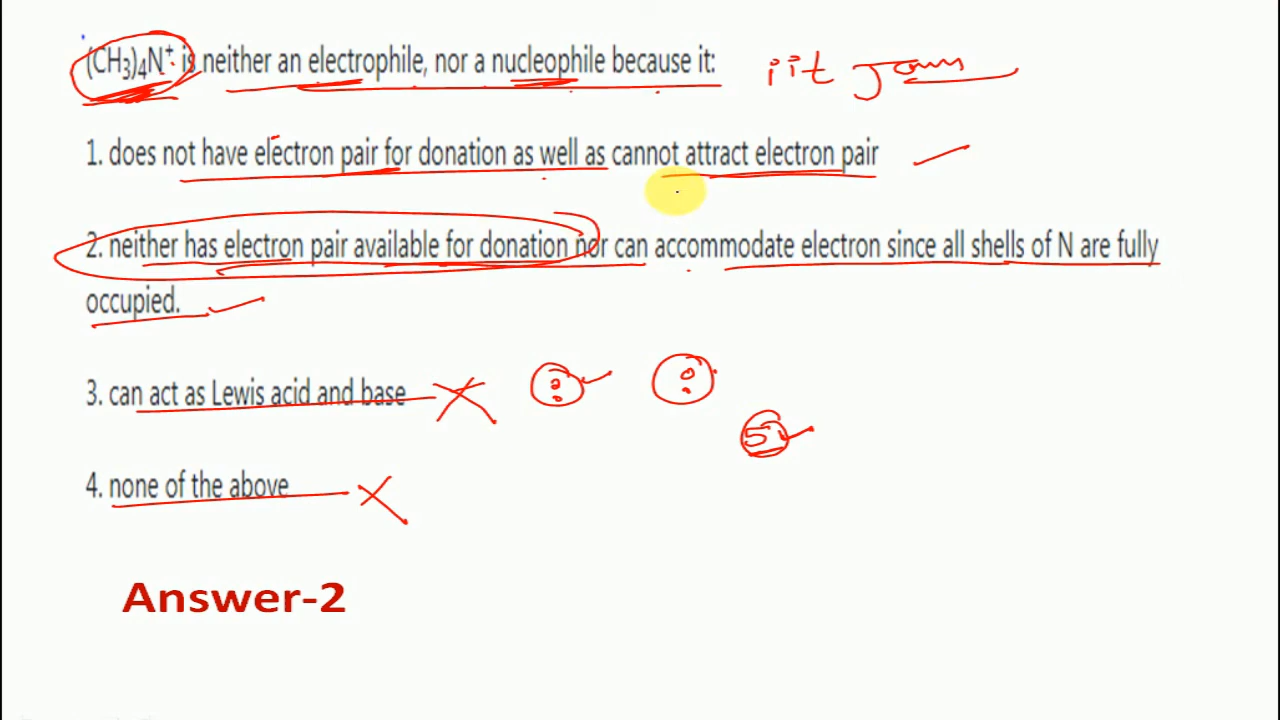 (CH3)4N+ is neither an electrophile, nor a nucleophile because it: iit Jam
1. does not have electron pair for donation as well as cannot attract electron pair
2. neither has electron pair available for donation nor can accommodate electron since all shells of N are fully
occupied.
3. can act as Lewis acid and base
4. none of the above
Answer-2